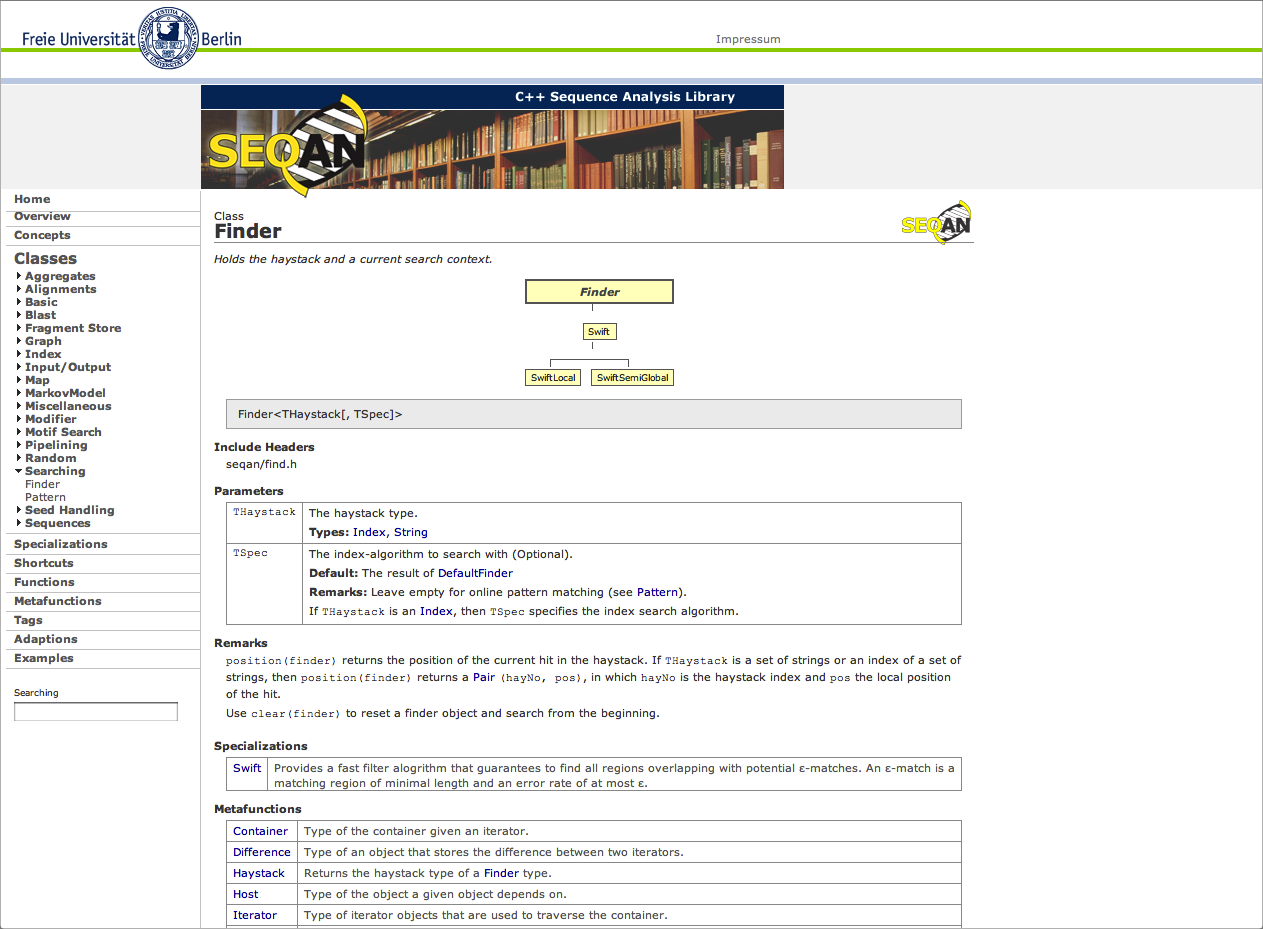 Freie Universität Berlin
Impressum
C++ Sequence Analysis Library
SEQAN
Home
Overview
Concepts
Classes
Aggregates
Alignments
Basic
Blast
Fragment Store
Graph
Index
Input/Output
Map
MarkovModel
Miscellaneous
Modifier
Motif Search
Pipelining
Random
Searching
Finder
Pattern
Seed Handling
Sequences
Specializations
Shortcuts
Functions
Metafunctions
Tags
Adaptions
Examples
Searching
Class
Finder
SEQAN
Holds the haystack and a current search context.
Finder
Swift
SwiftLocal SwiftSemiGlobal
Finder<THaystack[, TSpec]>
Include Headers
seqan/find.h
Parameters
THaystack The haystack type.
Types: Index, String
TSpec The index-algorithm to search with (Optional).
Default: The result of DefaultFinder
Remarks: Leave empty for online pattern matching (see Pattern).
If THaystack is an Index, then TSpec specifies the index search algorithm.
Remarks
position(finder) returns the position of the current hit in the haystack. If THaystack is a set of strings or an index of a set of
strings, then position(finder) returns a Pair (hayNo, pos), in which hayNo is the haystack index and pos the local position
of the hit.
Use clear(finder) to reset a finder object and search from the beginning.
Specializations
Swift Provides a fast filter alogrithm that guarantees to find all regions overlapping with potential ε-matches. An ε-match is a
matching region of minimal length and an error rate of at most ε.
Metafunctions
Container Type of the container given an iterator.
Difference Type of an object that stores the difference between two iterators.
Haystack Returns the haystack type of a Finder type.
Host Type of the object a given object depends on.
Iterator Type of iterator objects that are used to traverse the container.